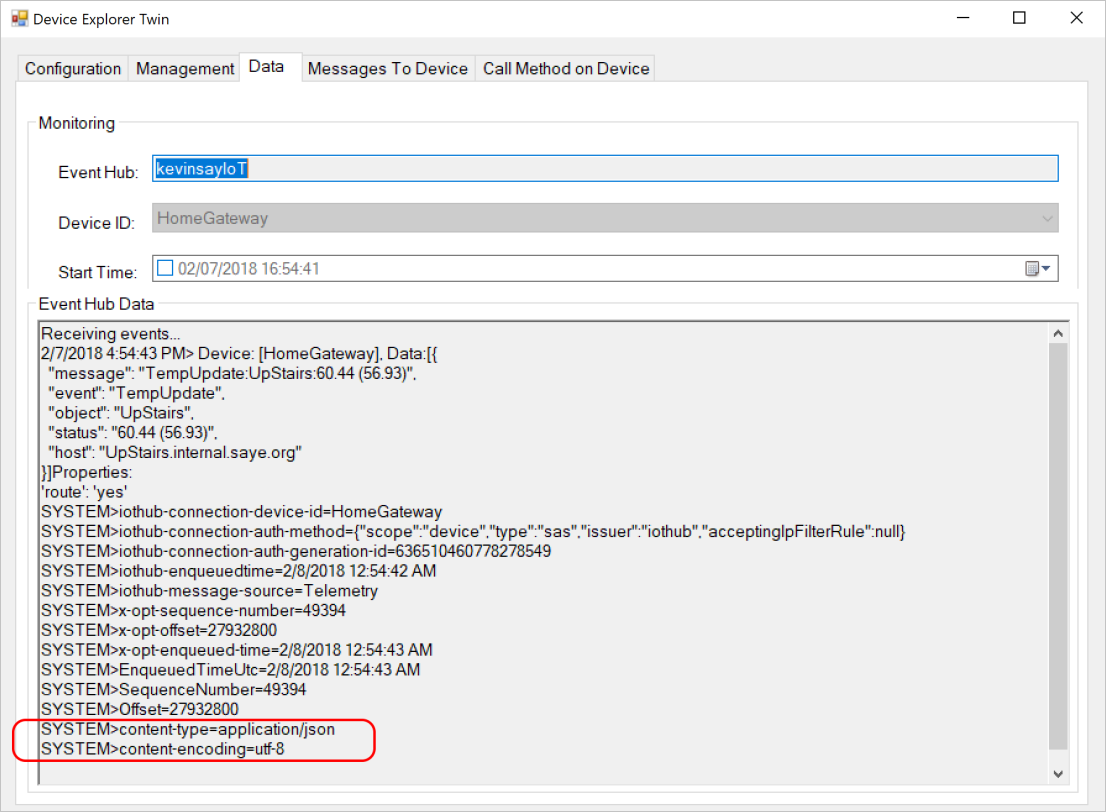 Device Explorer Twin
Configuration Management Data Messages To Device Call Method on Device
Monitoring
Event Hub: kevinsayIoT
Device ID: HomeGateway
Start Time: 02/07/2018 16:54:41
Event Hub Data
Receiving events...
2/7/2018 4:54:43 PM> Device: [HomeGateway], Data:[{
"message": "TempUpdate:UpStairs:60.44 (56.93)",
"event": "TempUpdate",
"object": "UpStairs",
"status": "60.44 (56.93)",
"host": "UpStairs.internal.saye.org"
}]Properties:
'route': 'yes'
SYSTEM>iothub-connection-device-id=HomeGateway
SYSTEM>iothub-connection-auth-method={"scope":"device","type":"sas","issuer":"iothub","acceptingIpFilterRule":null}
SYSTEM>iothub-connection-auth-generation-id=636510460778278549
SYSTEM>iothub-enqueuedtime=2/8/2018 12:54:42 AM
SYSTEM>iothub-message-source=Telemetry
SYSTEM>x-opt-sequence-number=49394
SYSTEM>x-opt-offset=27932800
SYSTEM>x-opt-enqueued-time=2/8/2018 12:54:43 AM
SYSTEM>EnqueuedTimeUtc=2/8/2018 12:54:43 AM
SYSTEM>SequenceNumber=49394
SYSTEM>Offset=27932800
SYSTEM>content-type=application/json
SYSTEM>content-encoding=utf-8